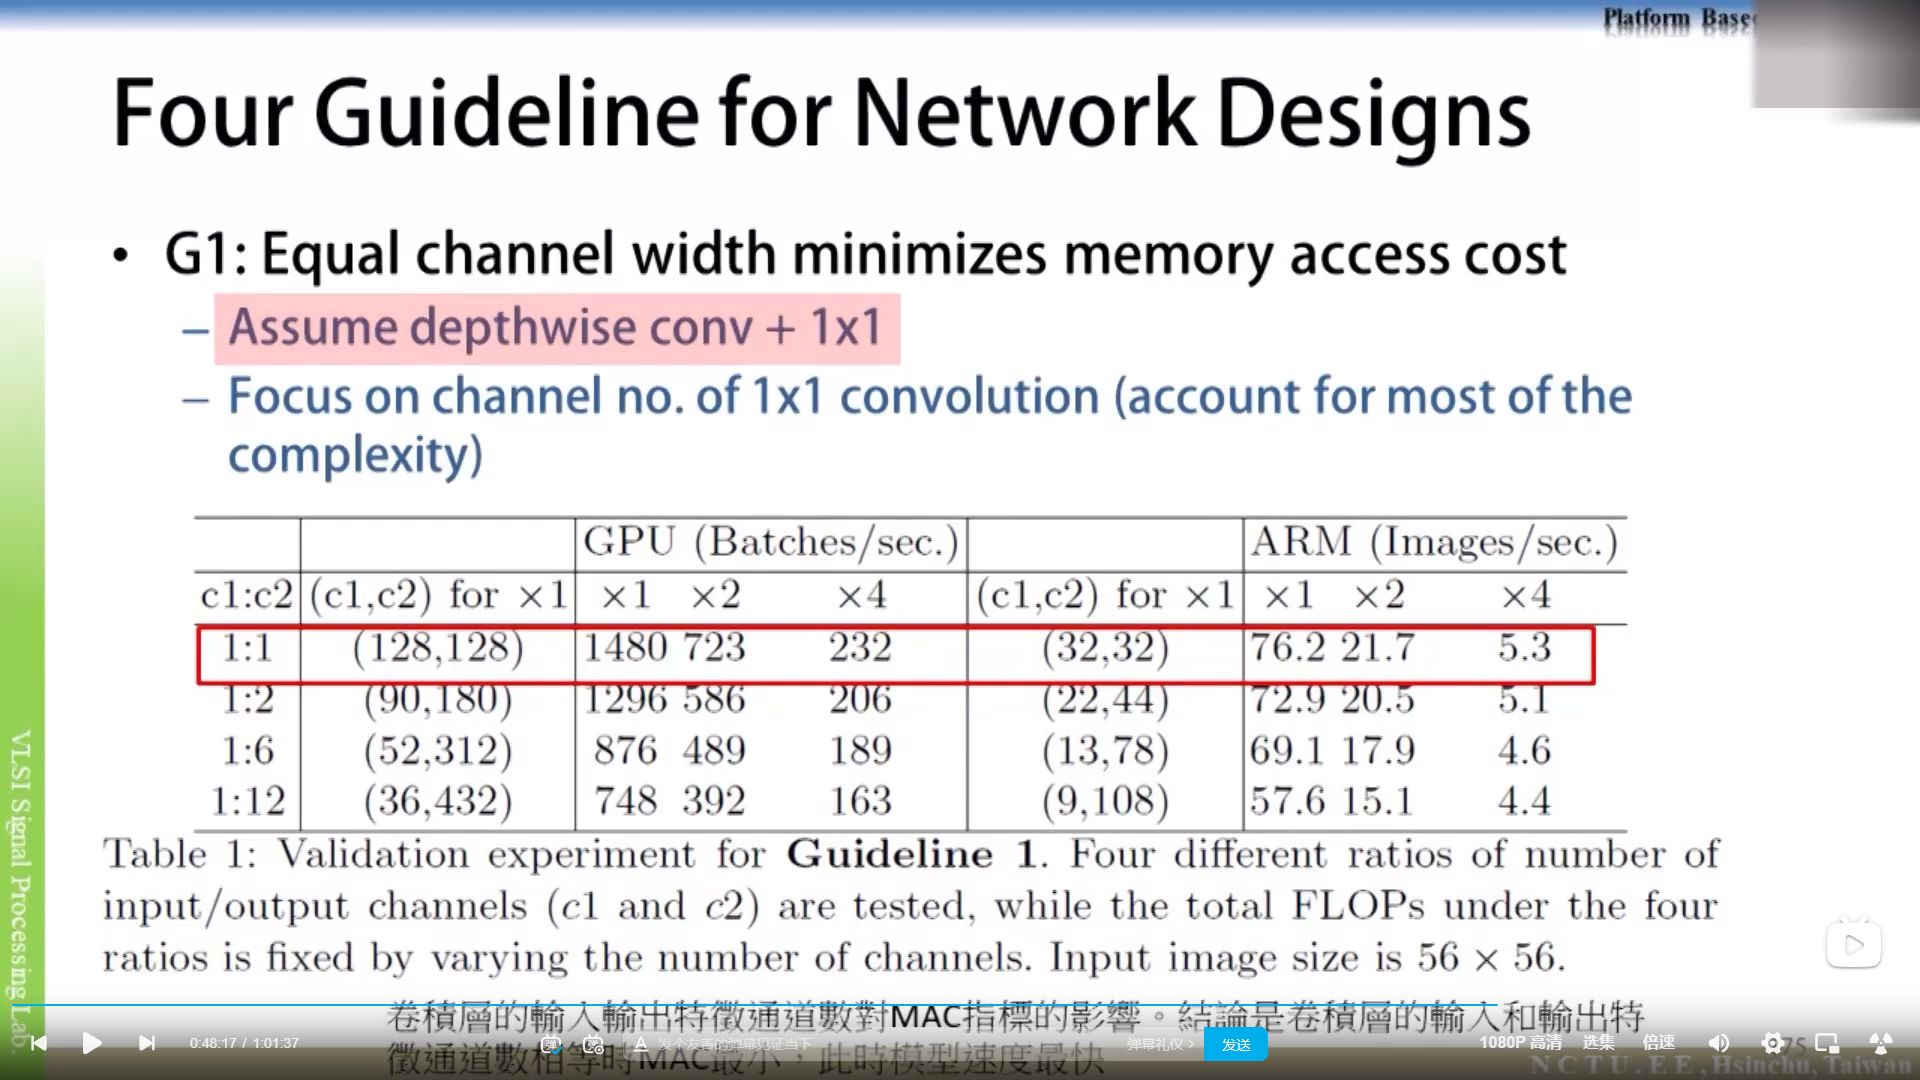 Platform Base
Four Guideline for Network Designs
• G1: Equal channel width minimizes memory access cost
– Assume depthwise conv + 1x1
– Focus on channel no. of 1x1 convolution (account for most of the
complexity)
GPU (Batches/sec.) ARM (Images/sec.)
c1:c2 (c1,c2) for ×1 ×1 ×2 ×4 (c1,c2) for ×1 ×1 ×2 ×4
1:1 (128,128) 1480 723 232 (32,32) 76.2 21.7 5.3
1:2 (90,180) 1296 586 206 (22,44) 72.9 20.5 5.1
1:6 (52,312) 876 489 189 (13,78) 69.1 17.9 4.6
1:12 (36,432) 748 392 163 (9,108) 57.6 15.1 4.4
Table 1: Validation experiment for Guideline 1. Four different ratios of number of
input/output channels (c1 and c2) are tested, while the total FLOPs under the four
ratios is fixed by varying the number of channels. Input image size is 56 × 56.
卷積層的輸入輸出特徵通道數對MAC指標的影響。結論是卷積層的輸入和輸出特
徵通道數相等時MAC最小，此時模型速度最快
VLSI Signal Processing Lab.
0:48:17 / 1:01:37
发个友善的弹幕见证当下
弹幕礼仪 >
发送
1080P 高清
选集
倍速
75
NCTU.EE, Hsinchu, Taiwan